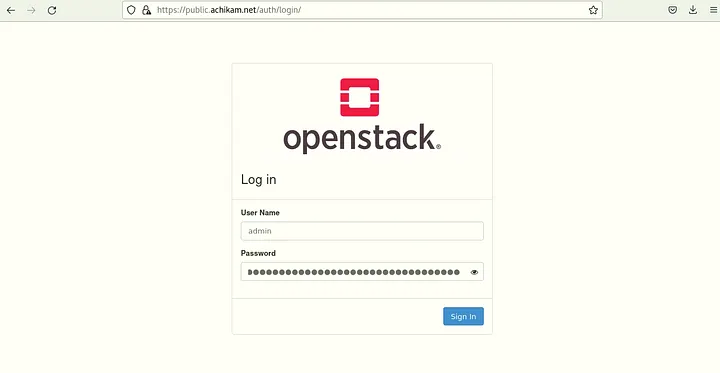 https://public.achikam.net/auth/login/
openstack®
Log in
User Name
admin
Password
Sign In